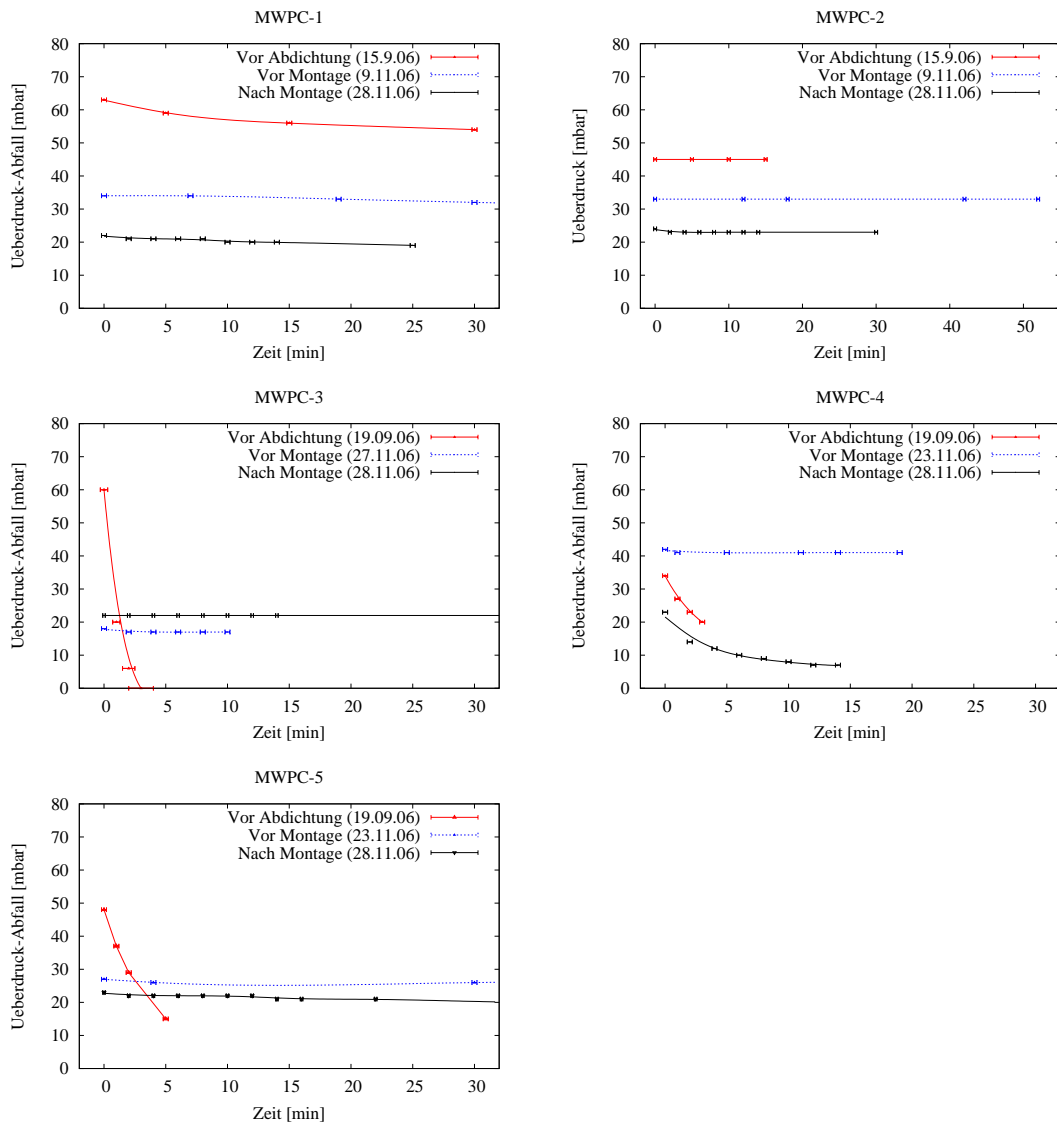 MWPC-1
Ueberdruck-Abfall [mbar]
80
70
60
50
40
30
20
10
0
Vor Abdichtung (15.9.06)
Vor Montage (9.11.06)
Nach Montage (28.11.06)
0 5 10 15 20 25 30
Zeit [min]
MWPC-2
Ueberdruck [mbar]
80
70
60
50
40
30
20
10
0
Vor Abdichtung (15.9.06)
Vor Montage (9.11.06)
Nach Montage (28.11.06)
0 10 20 30 40 50
Zeit [min]
MWPC-3
Ueberdruck-Abfall [mbar]
80
70
60
50
40
30
20
10
0
Vor Abdichtung (19.09.06)
Vor Montage (27.11.06)
Nach Montage (28.11.06)
0 5 10 15 20 25 30
Zeit [min]
MWPC-4
Ueberdruck-Abfall [mbar]
80
70
60
50
40
30
20
10
0
Vor Abdichtung (19.09.06)
Vor Montage (23.11.06)
Nach Montage (28.11.06)
0 5 10 15 20 25 30
Zeit [min]
MWPC-5
Ueberdruck-Abfall [mbar]
80
70
60
50
40
30
20
10
0
Vor Abdichtung (19.09.06)
Vor Montage (23.11.06)
Nach Montage (28.11.06)
0 5 10 15 20 25 30
Zeit [min]